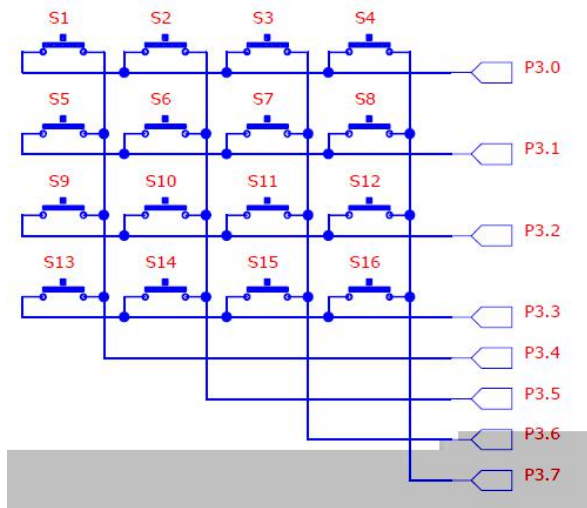 S1 S2 S3 S4
P3.0
S5 S6 S7 S8
P3.1
S9 S10 S11 S12
P3.2
S13 S14 S15 S16
P3.3
P3.4
P3.5
P3.6
P3.7